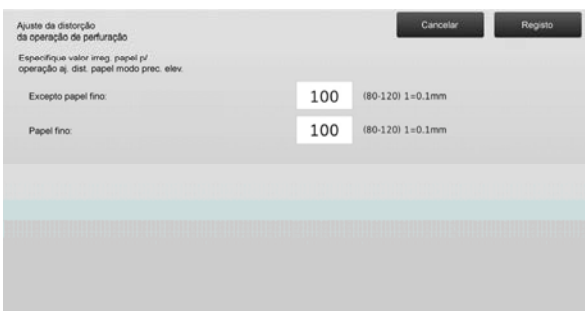 Ajuste da distorção
da operação de perfuração
Cancelar
Registo
Especifique valor irreg. papel p/
operação aj. dist. papel modo prec. elev.
Excepto papel fino:
100
(80-120) 1=0.1mm
Papel fino:
100
(80-120) 1=0.1mm